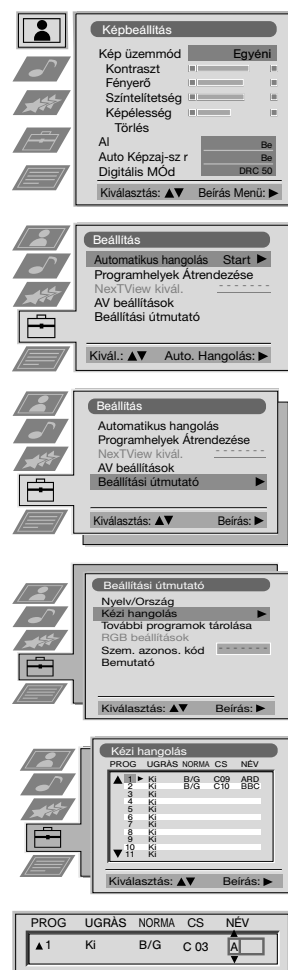 Képbeállítás
Kép üzemmód Egyéni
Kontraszt
Fényerő
Színtelítetség
Képélesség
Törlés
AI Be
Auto Képzaj-sz r Be
Digitális MÓd DRC 50
Kiválasztás: ▲▼ Beírás Menü: ▶
Beállítás
Automatikus hangolás Start ▶
Programhelyek Átrendezése
NexTView kivál. - - - - - - -
AV beállítások
Beállítási útmutató
Kivál.: ▲▼ Auto. Hangolás: ▶
Beállítás
Automatikus hangolás
Programhelyek Átrendezése
NexTView kivál. - - - - - - -
AV beállítások
Beállítási útmutató ▶
Kiválasztás: ▲▼ Beírás: ▶
Beállítási útmutató
Nyelv/Ország
Kézi hangolás ▶
További programok tárolása
RGB beállítások
Szem. azonos. kód - - - - - - -
Bemutató
Kiválasztás: ▲▼ Beírás: ▶
Kézi hangolás
PROG UGRÀS NORMA CS NÉV
▲ 1 ▶ Ki B/G C09 ARD
2 Ki B/G C10 BBC
3 Ki
4 Ki
5 Ki
6 Ki
7 Ki
8 Ki
9 Ki
10 Ki
▼ 11 Ki
Kiválasztás: ▲▼ Beírás: ▶
PROG UGRÀS NORMA CS NÉV
▲1 Ki B/G C 03 A